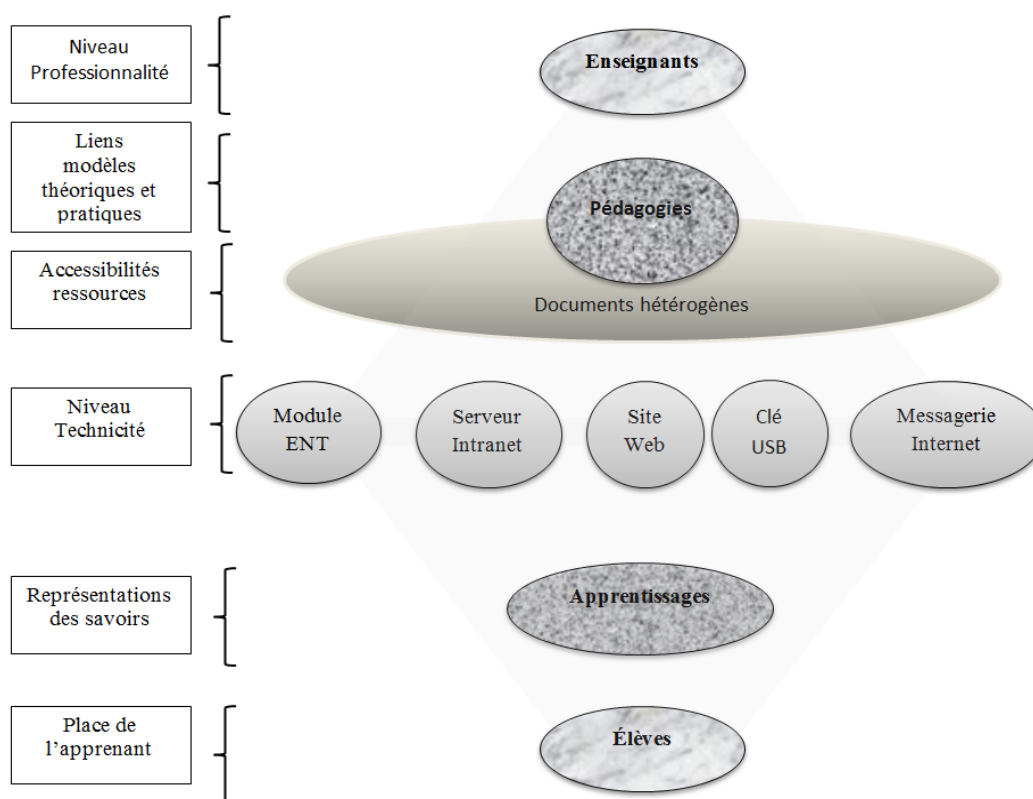 Niveau
Professionnalité
Enseignants
Liens
modèles
théoriques et
pratiques
Pédagogies
Accessibilités
ressources
Documents hétérogènes
Niveau
Technicité
Module
ENT
Serveur
Intranet
Site
Web
Clé
USB
Messagerie
Internet
Représentations
des savoirs
Apprentissages
Place de
l’apprenant
Élèves